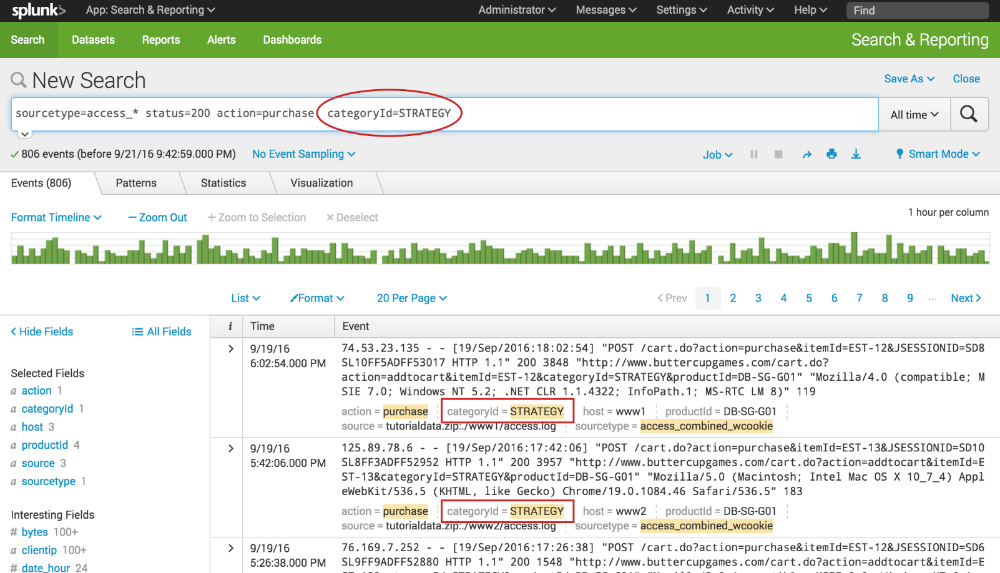 splunk> App: Search & Reporting Administrator Messages Settings Activity Help Find
Search Datasets Reports Alerts Dashboards Search & Reporting
New Search Save As Close
sourcetype=access_* status=200 action=purchase categoryId=STRATEGY All time
806 events (before 9/21/16 9:42:59.000 PM) No Event Sampling Job Smart Mode
Events (806) Patterns Statistics Visualization
Format Timeline — Zoom Out + Zoom to Selection × Deselect 1 hour per column
List Format 20 Per Page < Prev 1 2 3 4 5 6 7 8 9 ... Next >
< Hide Fields All Fields
i Time Event
Selected Fields
a action 1
a categoryId 1
a host 3
a productId 4
a source 3
a sourcetype 1
Interesting Fields
# bytes 100+
a clientip 100+
# date_hour 24
> 9/19/16
6:02:54.000 PM
74.53.23.135 - - [19/Sep/2016:18:02:54] "POST /cart.do?action=purchase&itemId=EST-12&JSESSIONID=SD8
SL10FF5ADFF53017 HTTP 1.1" 200 3848 "http://www.buttercupgames.com/cart.do?
action=addtocart&itemId=EST-12&categoryId=STRATEGY&productId=DB-SG-G01" "Mozilla/4.0 (compatible; M
SIE 7.0; Windows NT 5.2; .NET CLR 1.1.4322; InfoPath.1; MS-RTC LM 8)" 119
action = purchase categoryId = STRATEGY host = www1 productId = DB-SG-G01
source = tutorialdata.zip:./www1/access.log sourcetype = access_combined_wcookie
> 9/19/16
5:42:06.000 PM
125.89.78.6 - - [19/Sep/2016:17:42:06] "POST /cart.do?action=purchase&itemId=EST-13&JSESSIONID=SD10
SL8FF3ADFF52952 HTTP 1.1" 200 3957 "http://www.buttercupgames.com/cart.do?action=addtocart&itemId=E
ST-13&categoryId=STRATEGY&productId=DB-SG-G01" "Mozilla/5.0 (Macintosh; Intel Mac OS X 10_7_4) Appl
eWebKit/536.5 (KHTML, like Gecko) Chrome/19.0.1084.46 Safari/536.5" 183
action = purchase categoryId = STRATEGY host = www2 productId = DB-SG-G01
source = tutorialdata.zip:./www2/access.log sourcetype = access_combined_wcookie
> 9/19/16
5:26:38.000 PM
76.169.7.252 - - [19/Sep/2016:17:26:38] "POST /cart.do?action=purchase&itemId=EST-12&JSESSIONID=SD6
SL9FF9ADFF52880 HTTP 1.1" 200 1548 "http://www.buttercupgames.com/cart.do?action=addtocart&itemId=E